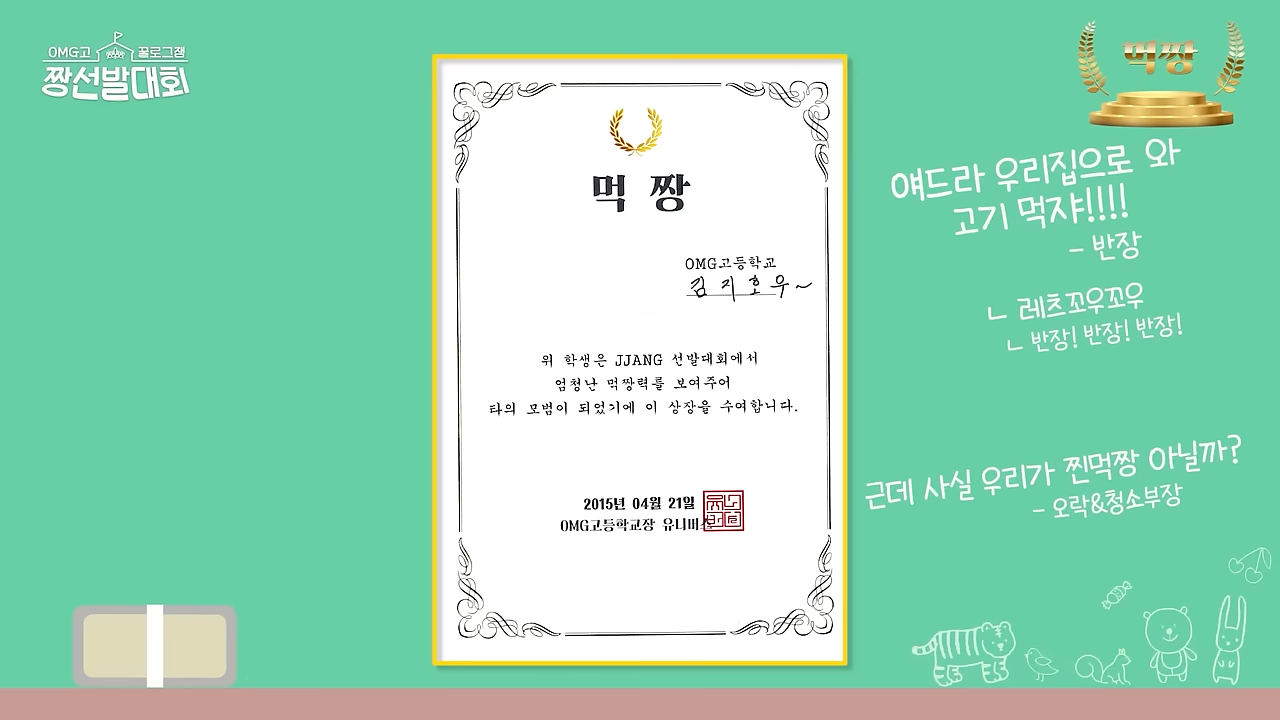 OMG고 꿀로그잼
짱선발대회
먹짱
먹 짱
OMG고등학교
김지호우~
위 학생은 JJANG 선발대회에서
엄청난 먹짱력를 보여주어
타의 모범이 되었기에 이 상장을 수여합니다.
2015년 04월 21일
OMG고등학교장 유니버스
얘드라 우리집으로 와
고기 먹쟈!!!!
- 반장
ㄴ 레츠꼬우꼬우
ㄴ 반장! 반장! 반장!
근데 사실 우리가 찐먹짱 아닐까?
- 오락&청소부장